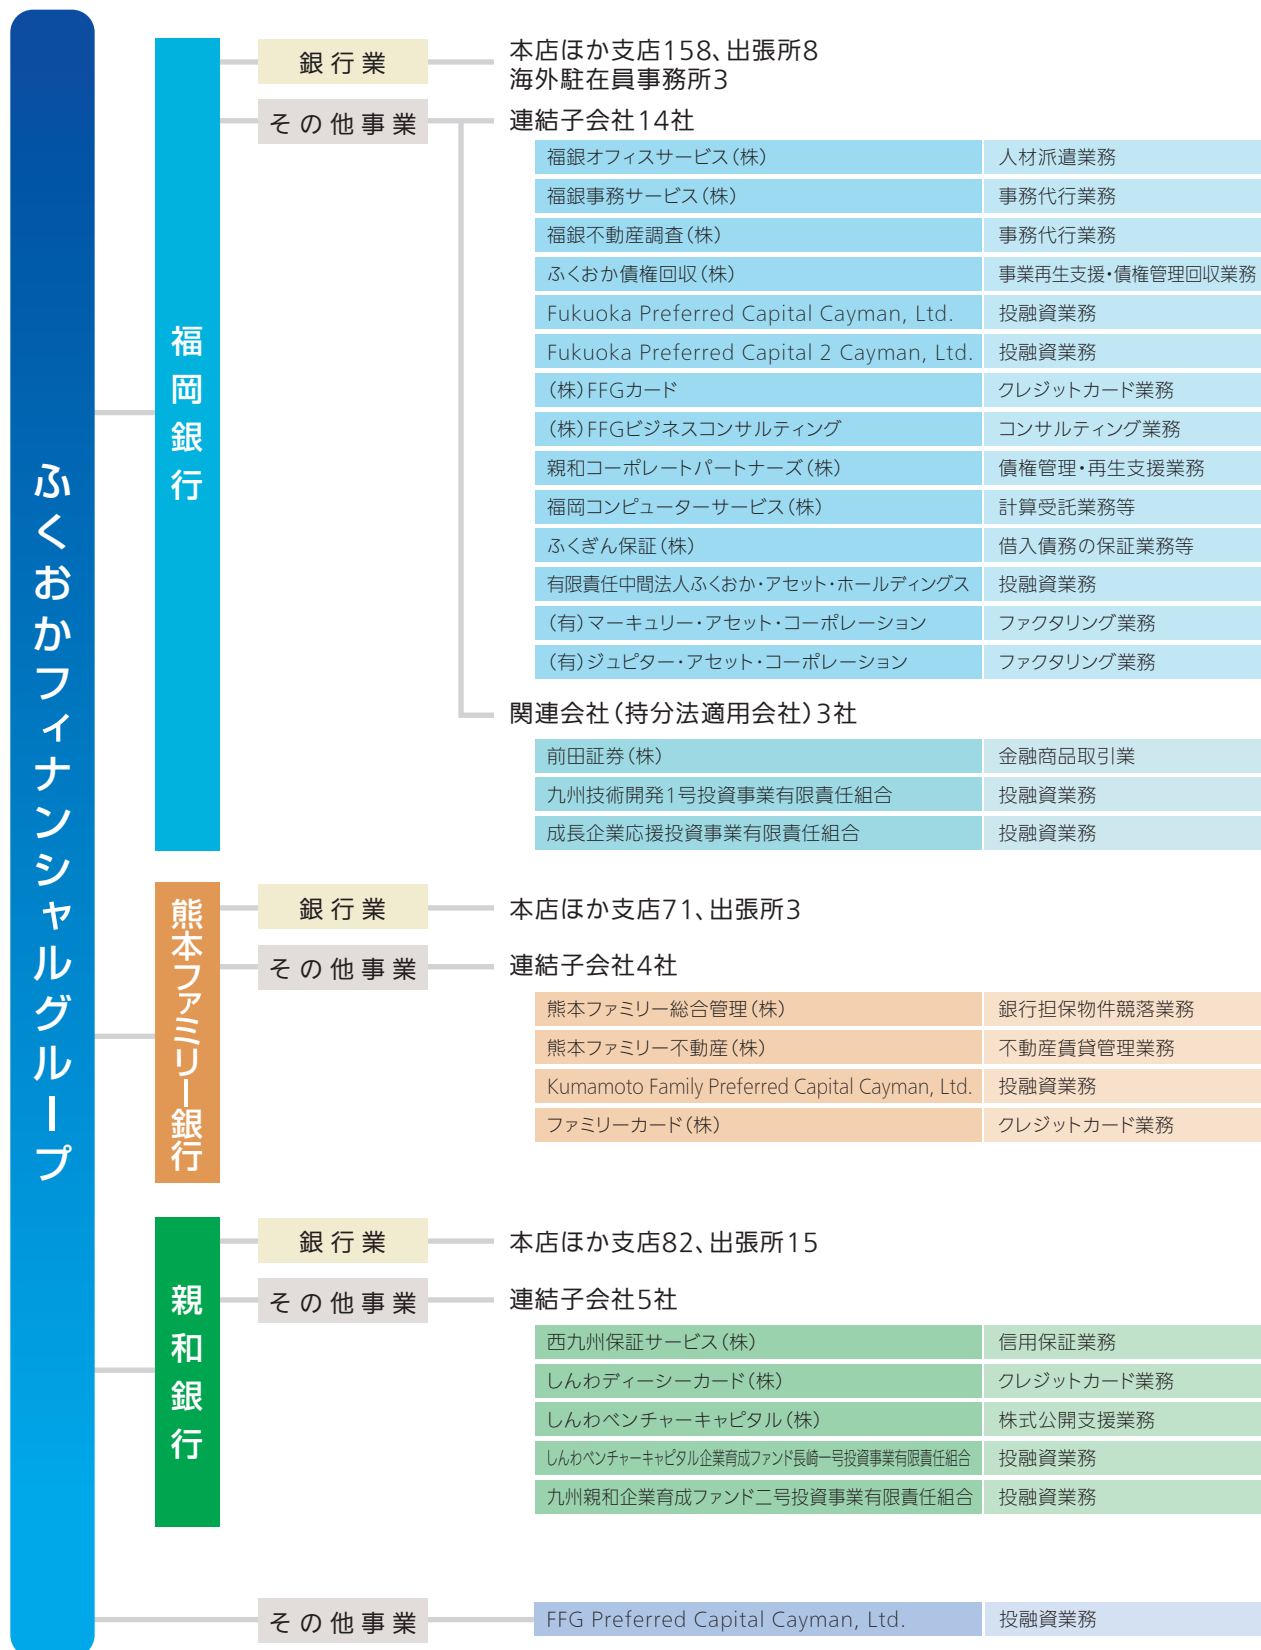 ふくおかフィナンシャルグループ
福岡銀行
銀行業
本店ほか支店158、出張所8
海外駐在員事務所3
その他事業
連結子会社14社
福銀オフィスサービス(株) 人材派遣業務
福銀事務サービス(株) 事務代行業務
福銀不動産調査(株) 事務代行業務
ふくおか債権回収(株) 事業再生支援・債権管理回収業務
Fukuoka Preferred Capital Cayman, Ltd. 投融資業務
Fukuoka Preferred Capital 2 Cayman, Ltd. 投融資業務
(株)FFGカード クレジットカード業務
(株)FFGビジネスコンサルティング コンサルティング業務
親和コーポレートパートナーズ(株) 債権管理・再生支援業務
福岡コンピューターサービス(株) 計算受託業務等
ふくぎん保証(株) 借入債務の保証業務等
有限責任中間法人ふくおか・アセット・ホールディングス 投融資業務
(有)マーキュリー・アセット・コーポレーション ファクタリング業務
(有)ジュピター・アセット・コーポレーション ファクタリング業務
関連会社(持分法適用会社)3社
前田証券(株) 金融商品取引業
九州技術開発1号投資事業有限責任組合 投融資業務
成長企業応援投資事業有限責任組合 投融資業務
熊本ファミリー銀行
銀行業
本店ほか支店71、出張所3
その他事業
連結子会社4社
熊本ファミリー総合管理(株) 銀行担保物件競落業務
熊本ファミリー不動産(株) 不動産賃貸管理業務
Kumamoto Family Preferred Capital Cayman, Ltd. 投融資業務
ファミリーカード(株) クレジットカード業務
親和銀行
銀行業
本店ほか支店82、出張所15
その他事業
連結子会社5社
西九州保証サービス(株) 信用保証業務
しんわディーシーカード(株) クレジットカード業務
しんわベンチャーキャピタル(株) 株式公開支援業務
しんわベンチャーキャピタル企業育成ファンド長崎一号投資事業有限責任組合 投融資業務
九州親和企業育成ファンド二号投資事業有限責任組合 投融資業務
その他事業
FFG Preferred Capital Cayman, Ltd. 投融資業務